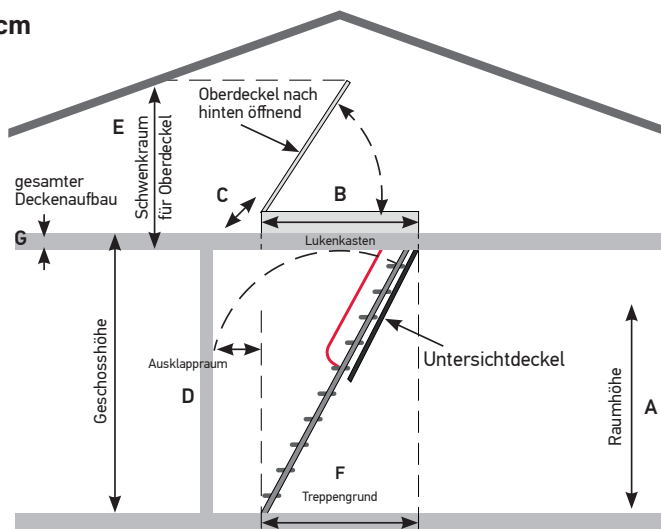 cm
Oberdeckel nach
hinten öffnend
E
Schwenkraum
für Oberdeckel
C
B
gesamter
Deckenaufbau
G
Lukenkasten
Geschosshöhe
Ausklappraum
D
Untersichtdeckel
Raumhöhe
A
F
Treppengrund